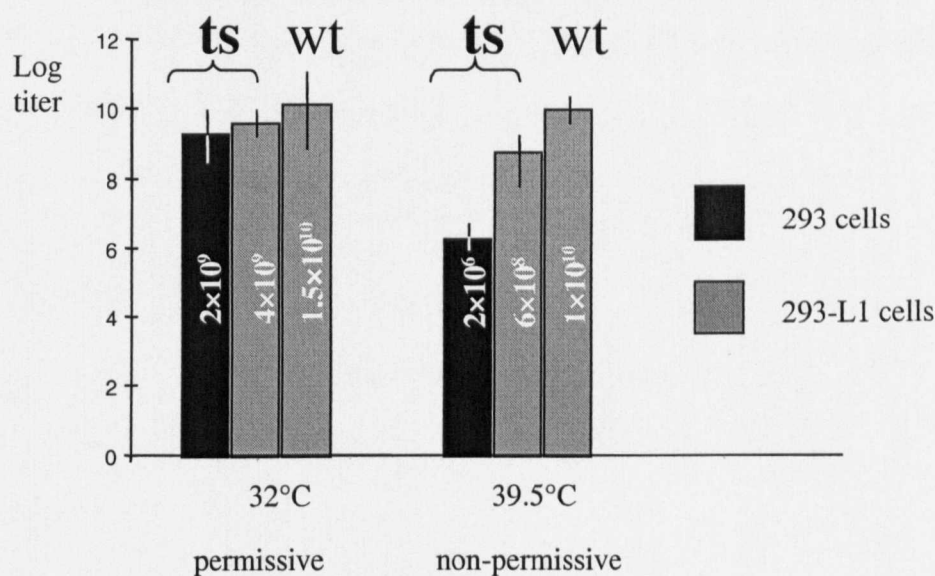 ts wt ts wt
Log
titer
12
10
8
6
4
2
0
2×10⁹
4×10⁹
1.5×10¹⁰
2×10⁶
6×10⁸
1×10¹⁰
293 cells
293-L1 cells
32°C 39.5°C
permissive non-permissive